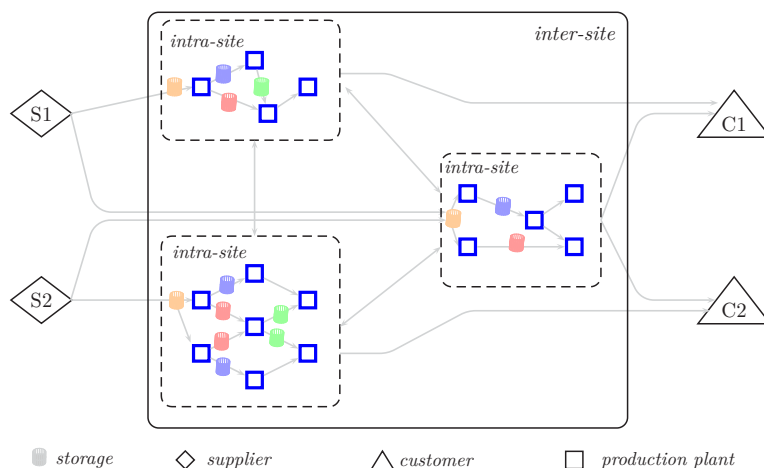 inter-site
intra-site
S1
C1
intra-site
intra-site
S2
C2
storage
supplier
customer
production plant